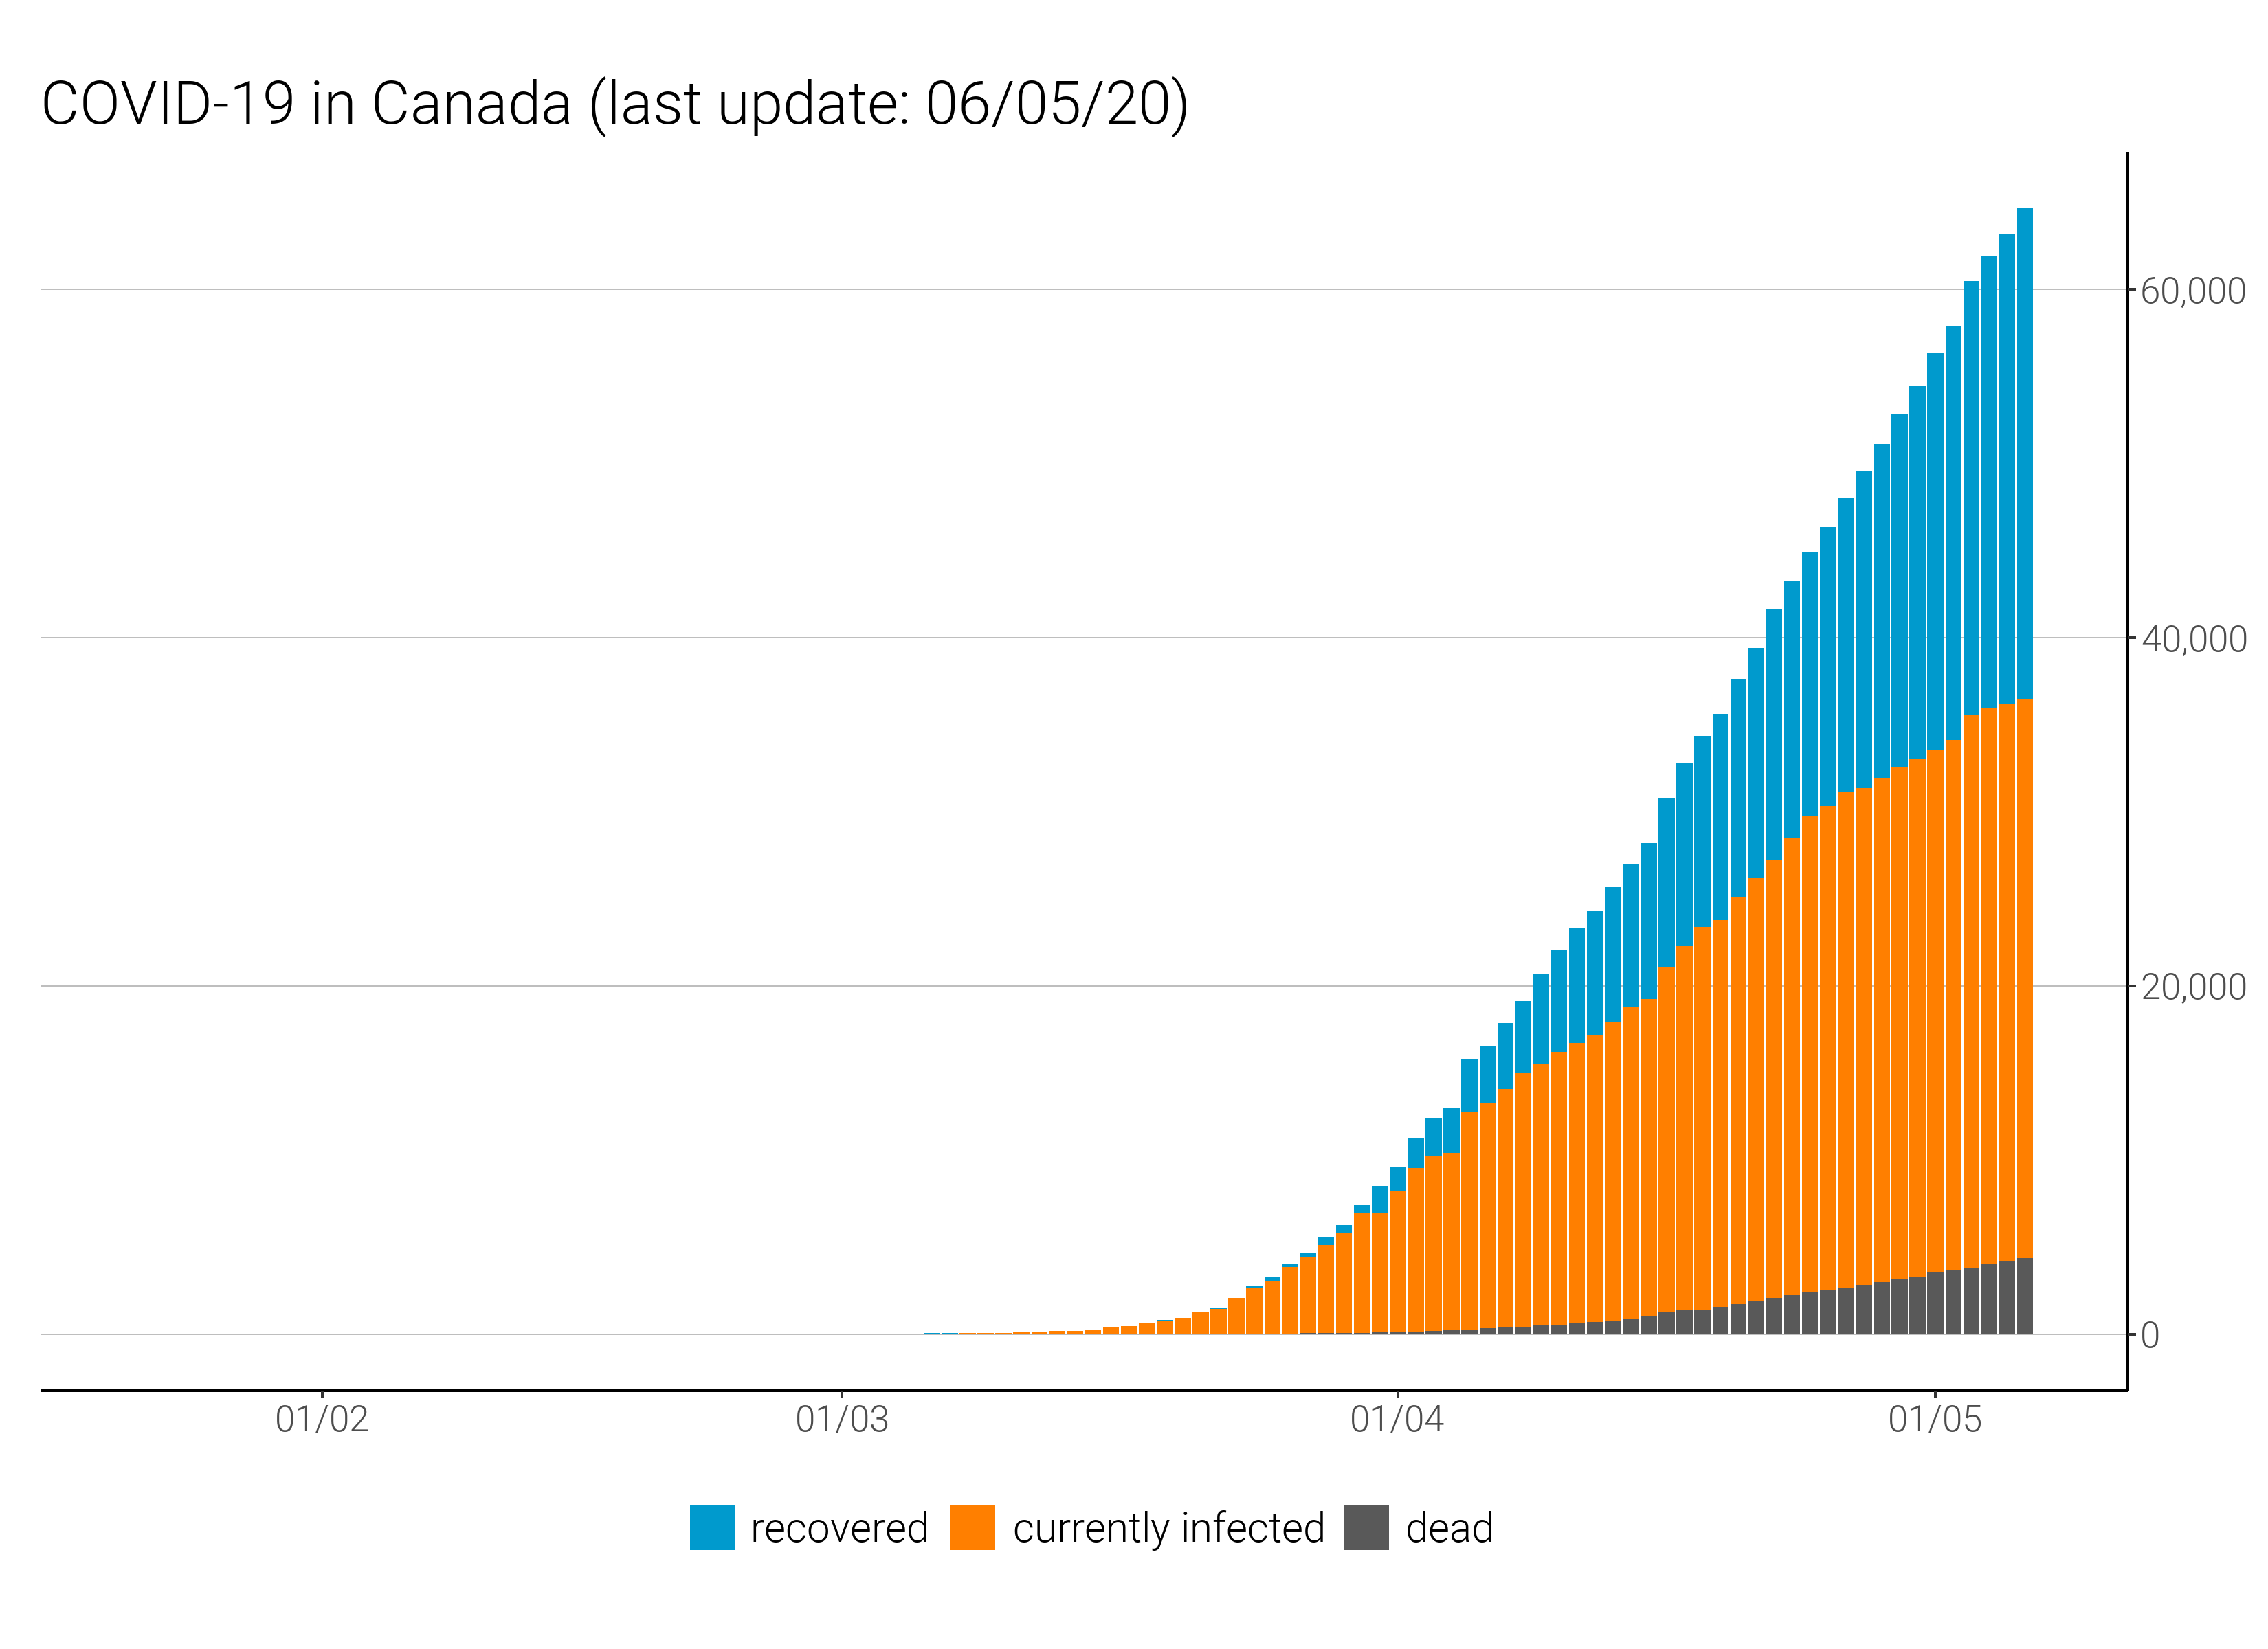 COVID-19 in Canada (last update: 06/05/20)
60,000
40,000
20,000
0
01/02 01/03 01/04 01/05
recovered currently infected dead